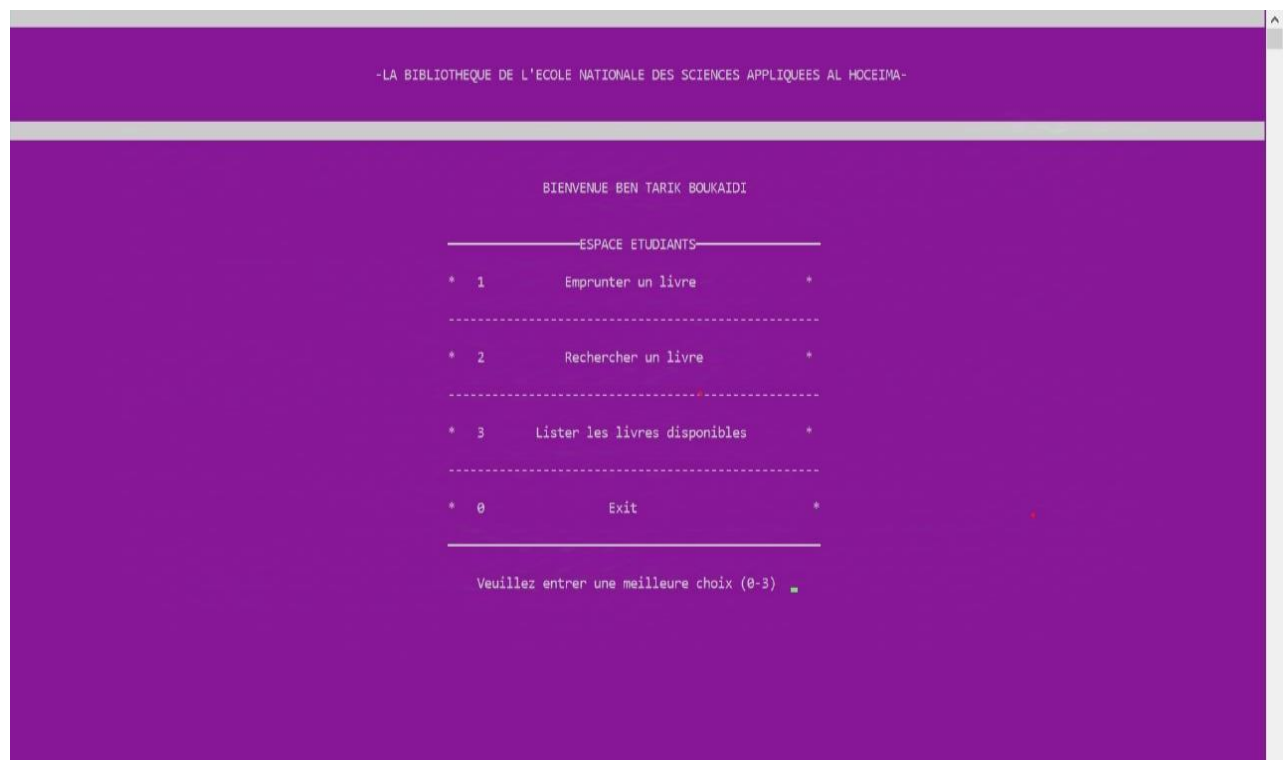 -LA BIBLIOTHEQUE DE L'ECOLE NATIONALE DES SCIENCES APPLIQUEES AL HOCEIMA-
BIENVENUE BEN TARIK BOUKAIDI
ESPACE ETUDIANTS
* 1 Emprunter un livre *
* 2 Rechercher un livre *
* 3 Lister les livres disponibles *
* 0 Exit *
Veuillez entrer une meilleure choix (0-3)